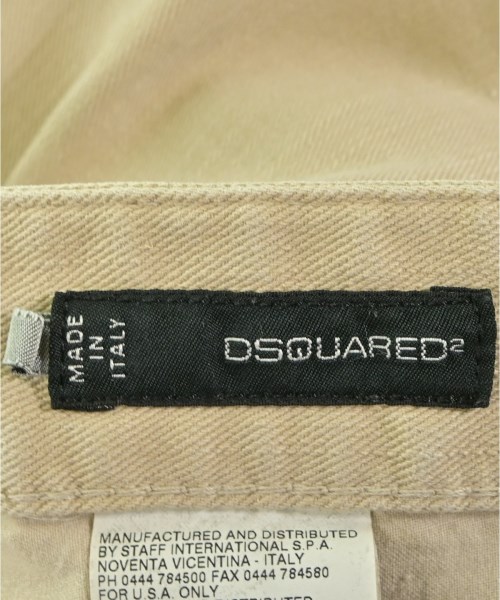 MADE
IN
ITALY
DSQUARED²
MANUFACTURED AND DISTRIBUTED
BY STAFF INTERNATIONAL S.P.A.
NOVENTA VICENTINA - ITALY
PH 0444 784500 FAX 0444 784580
FOR U.S.A. ONLY